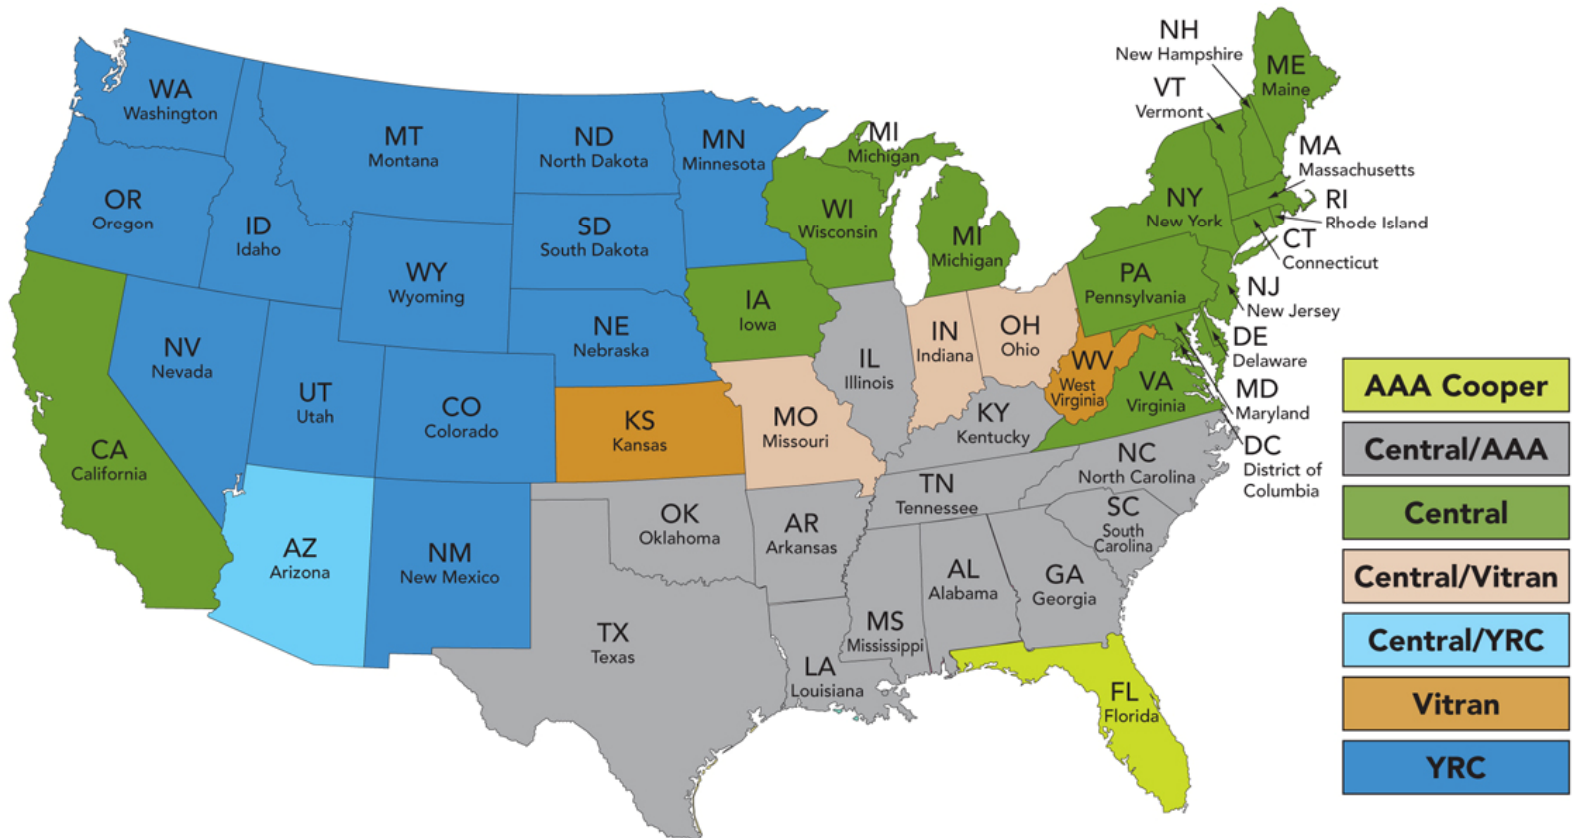 NH
New Hampshire
VT
Vermont
ME
Maine
WA
Washington
MT
Montana
ND
North Dakota
MN
Minnesota
MI
Michigan
MA
Massachusetts
OR
Oregon
ID
Idaho
SD
South Dakota
WI
Wisconsin
MI
Michigan
NY
New York
RI
Rhode Island
CT
Connecticut
WY
Wyoming
NE
Nebraska
IA
Iowa
PA
Pennsylvania
NJ
New Jersey
NV
Nevada
UT
Utah
CO
Colorado
KS
Kansas
MO
Missouri
IL
Illinois
IN
Indiana
OH
Ohio
WV
West
Virginia
VA
Virginia
DE
Delaware
MD
Maryland
DC
District of
Columbia
CA
California
KY
Kentucky
NC
North Carolina
TN
Tennessee
SC
South
Carolina
AZ
Arizona
NM
New Mexico
OK
Oklahoma
AR
Arkansas
TX
Texas
LA
Louisiana
MS
Mississippi
AL
Alabama
GA
Georgia
FL
Florida
AAA Cooper
Central/AAA
Central
Central/Vitran
Central/YRC
Vitran
YRC